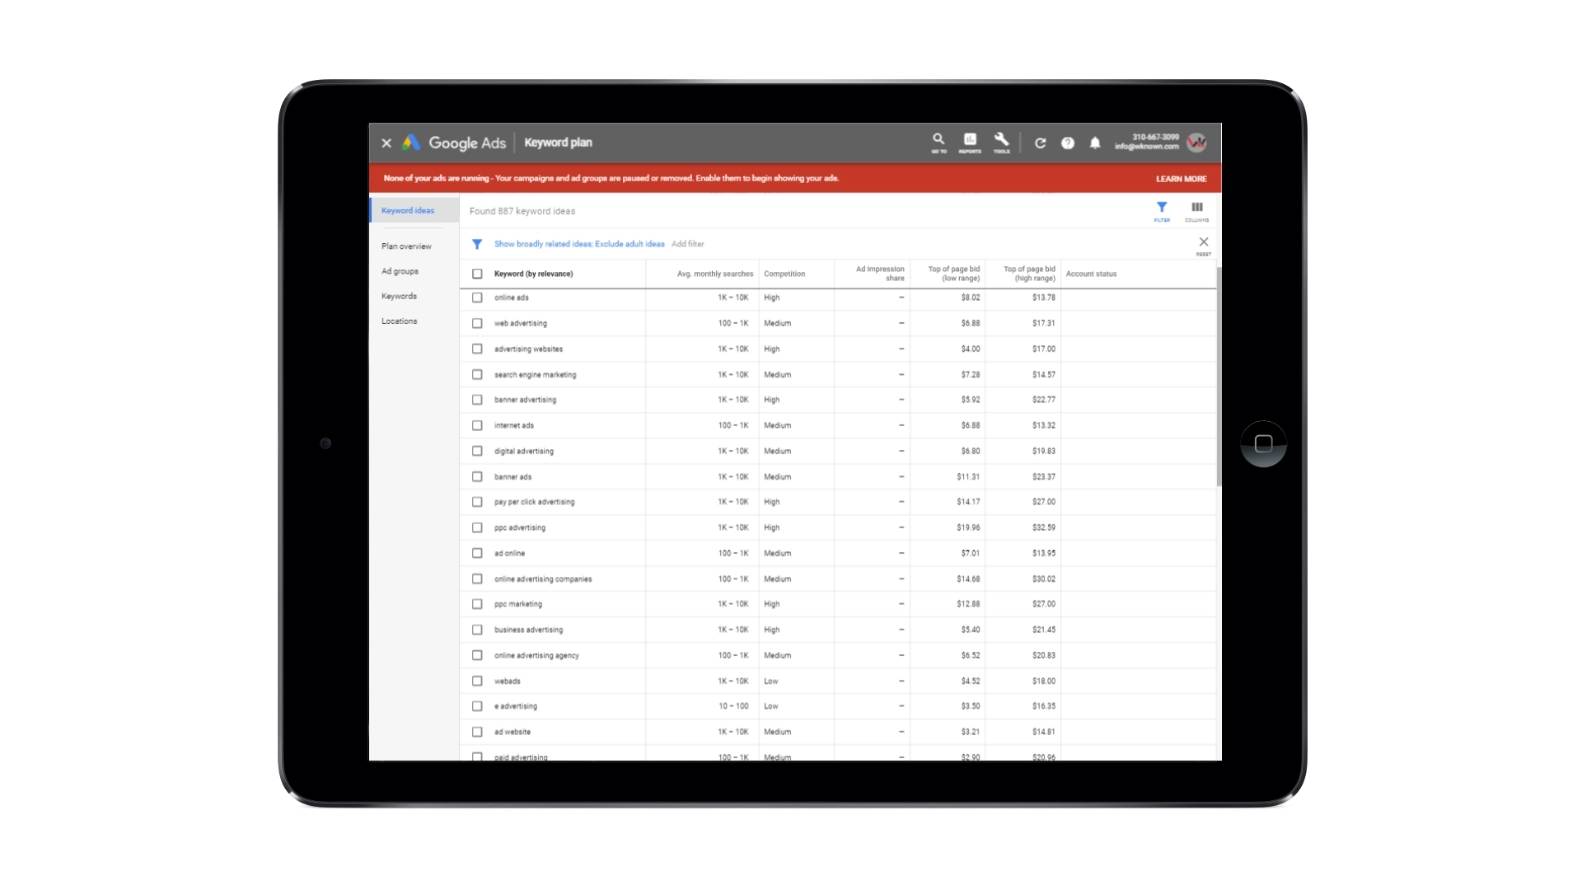 Google Ads Keyword plan
GO TO REPORTS TOOLS
310-667-3099
info@wknown.com
None of your ads are running - Your campaigns and ad groups are paused or removed. Enable them to begin showing your ads. LEARN MORE
Keyword ideas
Plan overview
Ad groups
Keywords
Locations
Found 887 keyword ideas
FILTER COLUMNS
Show broadly related ideas; Exclude adult ideas Add filter
RESET
Keyword (by relevance) Avg. monthly searches Competition Ad impression share Top of page bid (low range) Top of page bid (high range) Account status
online ads 1K – 10K High – $8.02 $13.78
web advertising 100 – 1K Medium – $6.88 $17.31
advertising websites 1K – 10K High – $4.00 $17.00
search engine marketing 1K – 10K Medium – $7.28 $14.57
banner advertising 1K – 10K High – $5.92 $22.77
internet ads 100 – 1K Medium – $6.88 $13.32
digital advertising 1K – 10K Medium – $6.80 $19.83
banner ads 1K – 10K Medium – $11.31 $23.37
pay per click advertising 1K – 10K High – $14.17 $27.00
ppc advertising 1K – 10K High – $19.96 $32.59
ad online 100 – 1K Medium – $7.01 $13.95
online advertising companies 100 – 1K Medium – $14.68 $30.02
ppc marketing 1K – 10K High – $12.88 $27.00
business advertising 1K – 10K High – $5.40 $21.45
online advertising agency 100 – 1K Medium – $6.52 $20.83
webads 1K – 10K Low – $4.52 $18.00
e advertising 10 – 100 Low – $3.50 $16.35
ad website 1K – 10K Medium – $3.21 $14.81
paid advertising 100 – 1K Medium – $2.90 $20.96